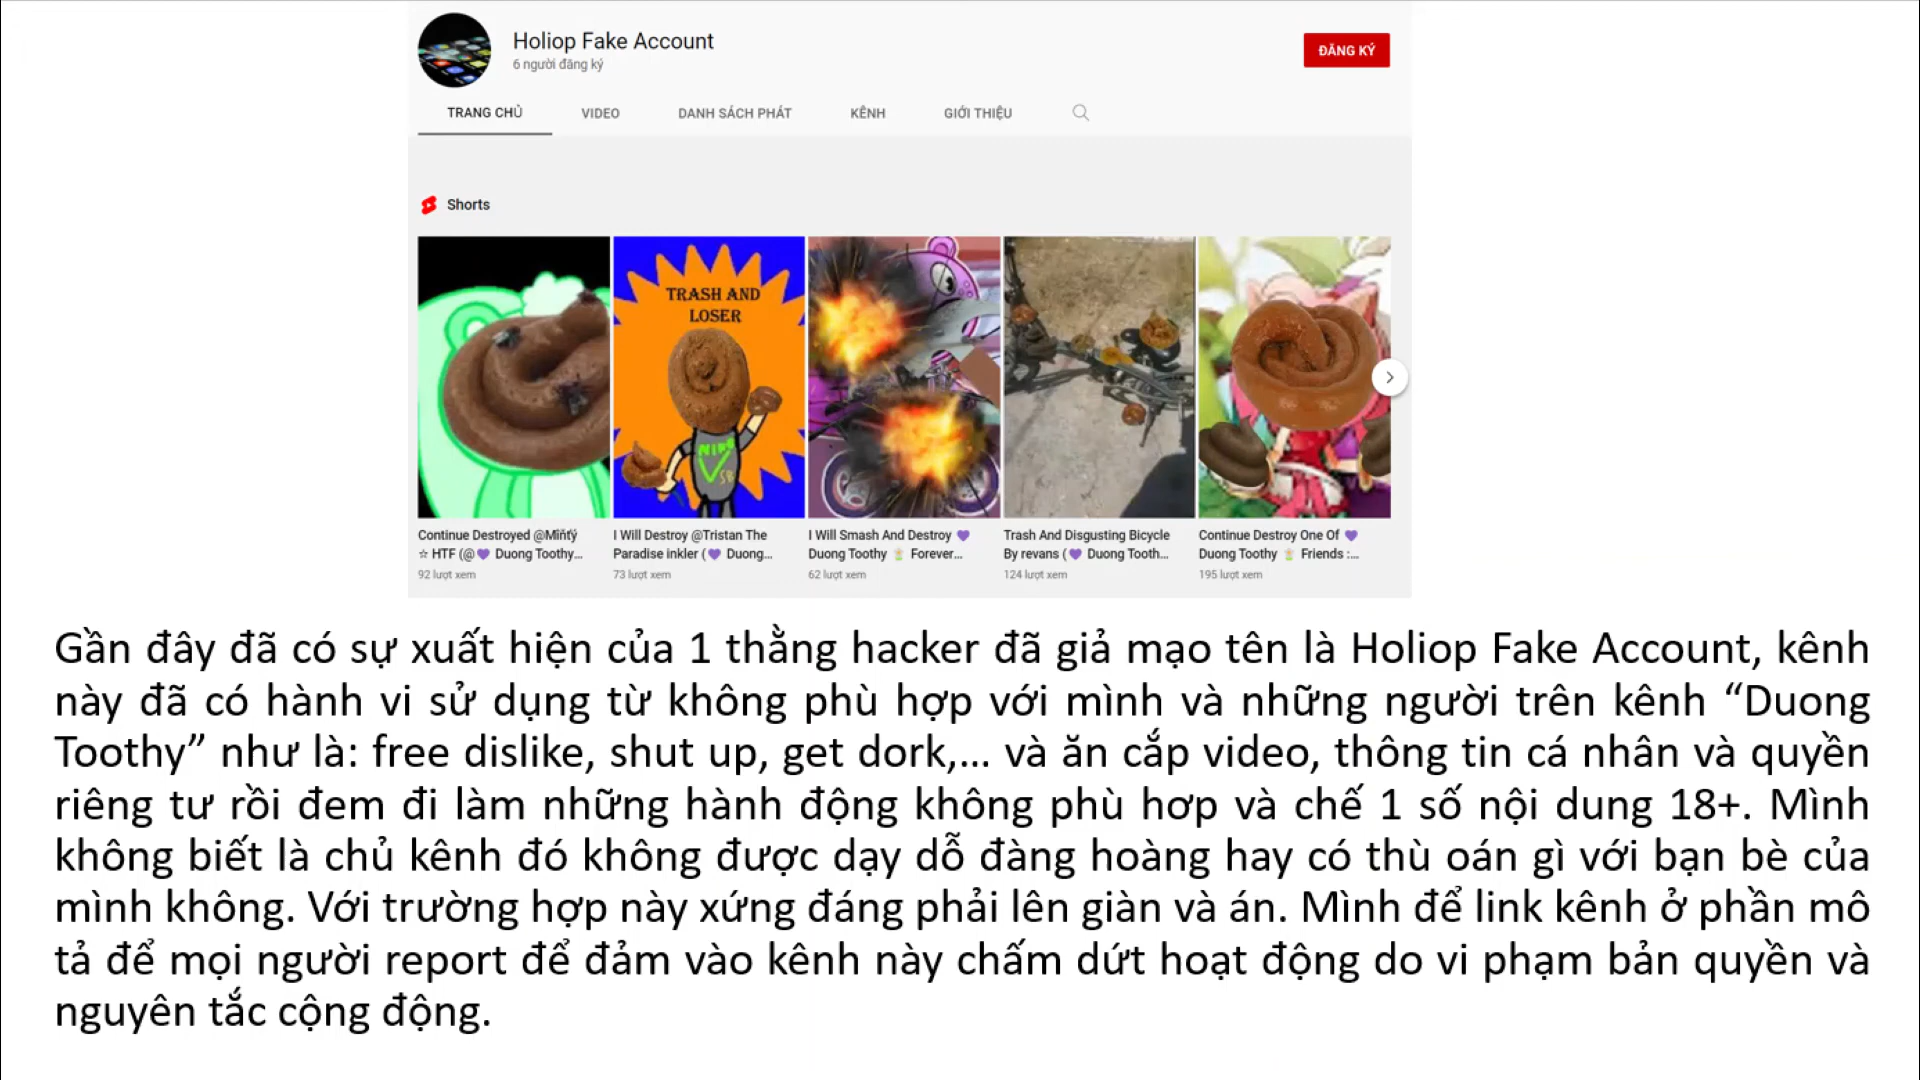 Holiop Fake Account
6 người đăng ký
ĐĂNG KÝ
TRANG CHỦ VIDEO DANH SÁCH PHÁT KÊNH GIỚI THIỆU
Shorts
TRASH AND
LOSER
Continue Destroyed @Mĭñťÿ
☆ HTF (@💜 Duong Toothy...
92 lượt xem
I Will Destroy @Tristan The
Paradise inkler (💜 Duong...
73 lượt xem
I Will Smash And Destroy 💜
Duong Toothy 🧋 Forever...
62 lượt xem
Trash And Disgusting Bicycle
By revans (💜 Duong Tooth...
124 lượt xem
Continue Destroy One Of 💜
Duong Toothy 🧋 Friends :...
195 lượt xem
Gần đây đã có sự xuất hiện của 1 thằng hacker đã giả mạo tên là Holiop Fake Account, kênh
này đã có hành vi sử dụng từ không phù hợp với mình và những người trên kênh “Duong
Toothy” như là: free dislike, shut up, get dork,... và ăn cắp video, thông tin cá nhân và quyền
riêng tư rồi đem đi làm những hành động không phù hơp và chế 1 số nội dung 18+. Mình
không biết là chủ kênh đó không được dạy dỗ đàng hoàng hay có thù oán gì với bạn bè của
mình không. Với trường hợp này xứng đáng phải lên giàn và án. Mình để link kênh ở phần mô
tả để mọi người report để đảm vào kênh này chấm dứt hoạt động do vi phạm bản quyền và
nguyên tắc cộng động.